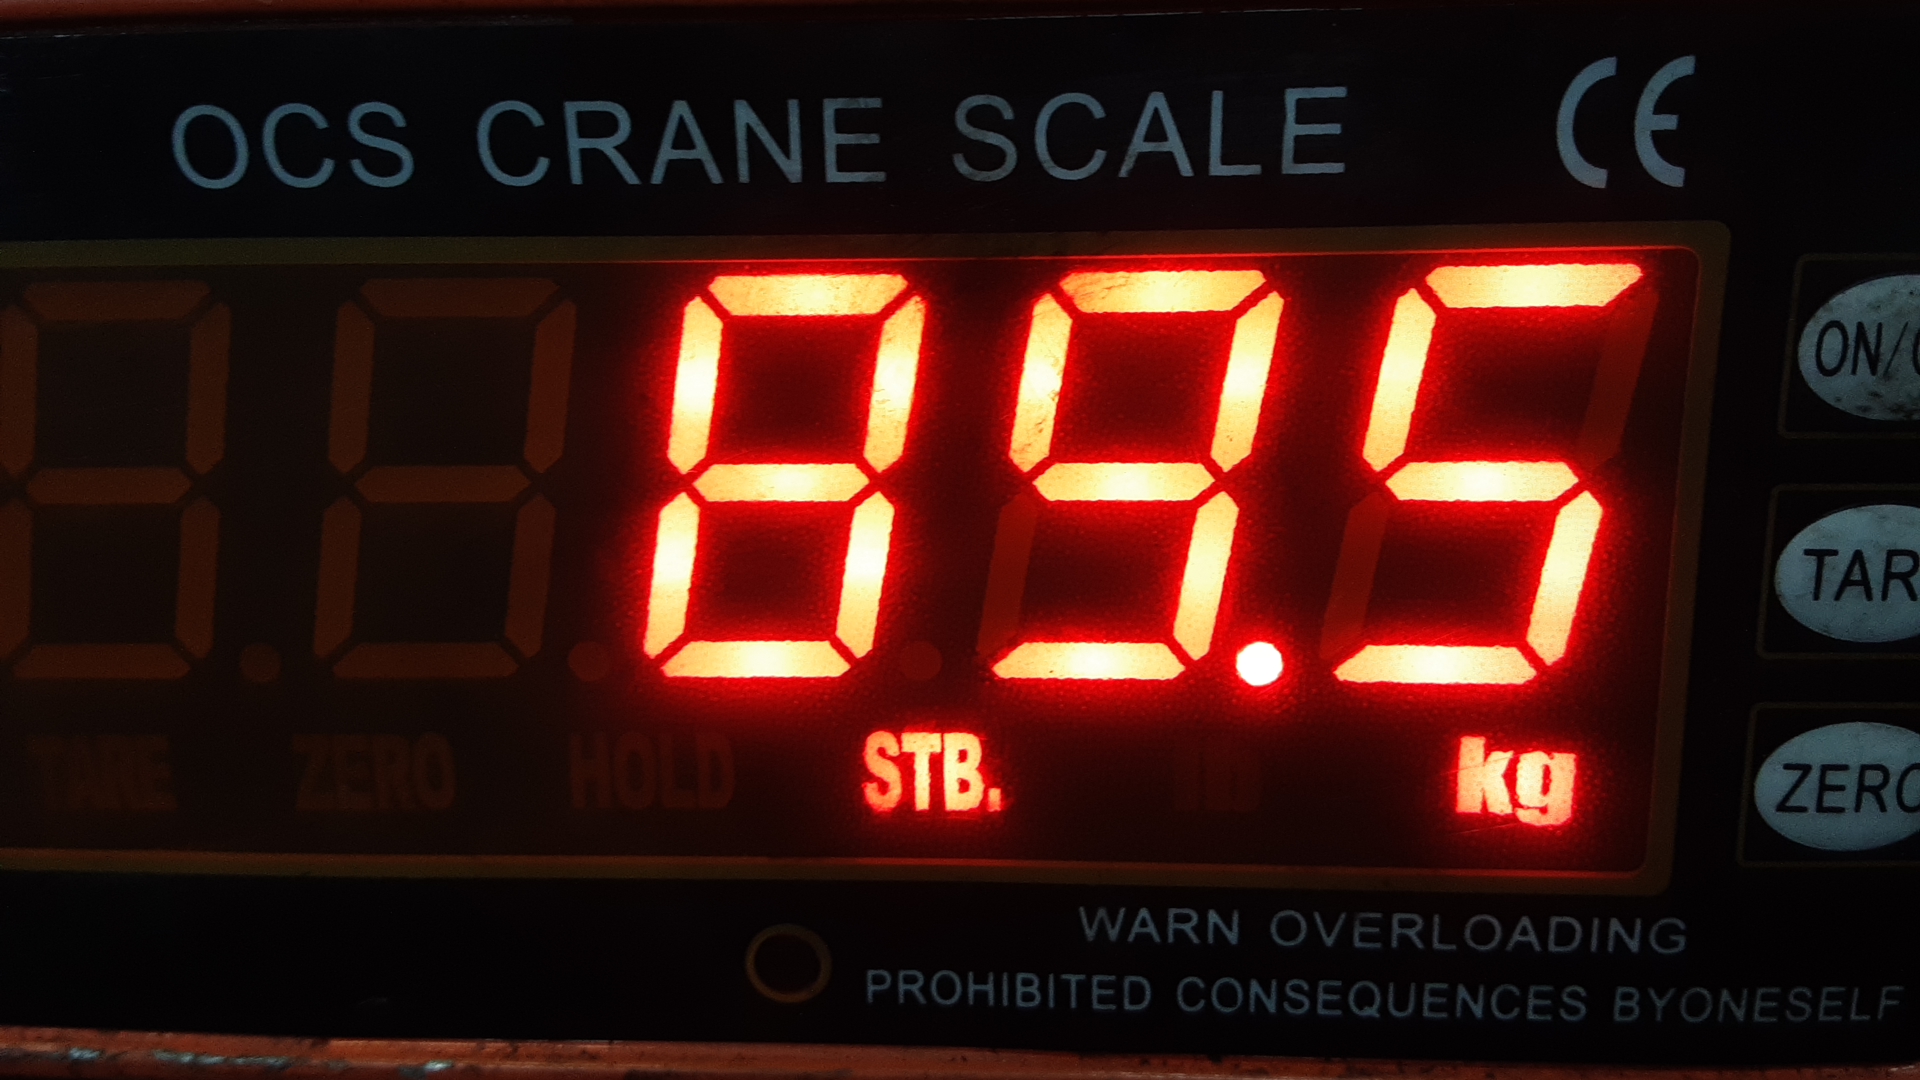 OCS CRANE SCALE CE
89.5
TARE ZERO HOLD STB. lb kg
ON/
TAR
ZERO
WARN OVERLOADING
PROHIBITED CONSEQUENCES BYONESELF